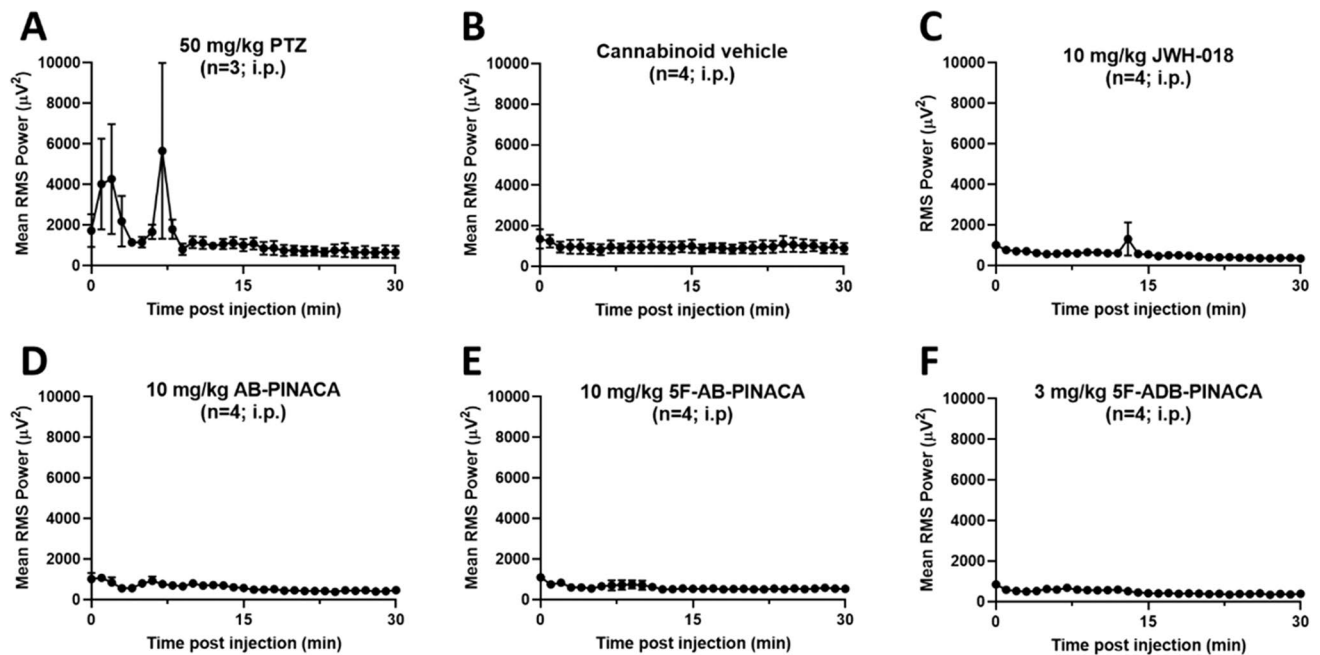 A
50 mg/kg PTZ
(n=3; i.p.)
Mean RMS Power (μV²)
10000
8000
6000
4000
2000
0
0 15 30
Time post injection (min)
B
Cannabinoid vehicle
(n=4; i.p.)
Mean RMS Power (μV²)
10000
8000
6000
4000
2000
0
0 15 30
Time post injection (min)
C
10 mg/kg JWH-018
(n=4; i.p.)
RMS Power (μV²)
10000
8000
6000
4000
2000
0
0 15 30
Time post injection (min)
D
10 mg/kg AB-PINACA
(n=4; i.p.)
Mean RMS Power (μV²)
10000
8000
6000
4000
2000
0
0 15 30
Time post injection (min)
E
10 mg/kg 5F-AB-PINACA
(n=4; i.p)
Mean RMS Power (μV²)
10000
8000
6000
4000
2000
0
0 15 30
Time post injection (min)
F
3 mg/kg 5F-ADB-PINACA
(n=4; i.p.)
Mean RMS Power (μV²)
10000
8000
6000
4000
2000
0
0 15 30
Time post injection (min)